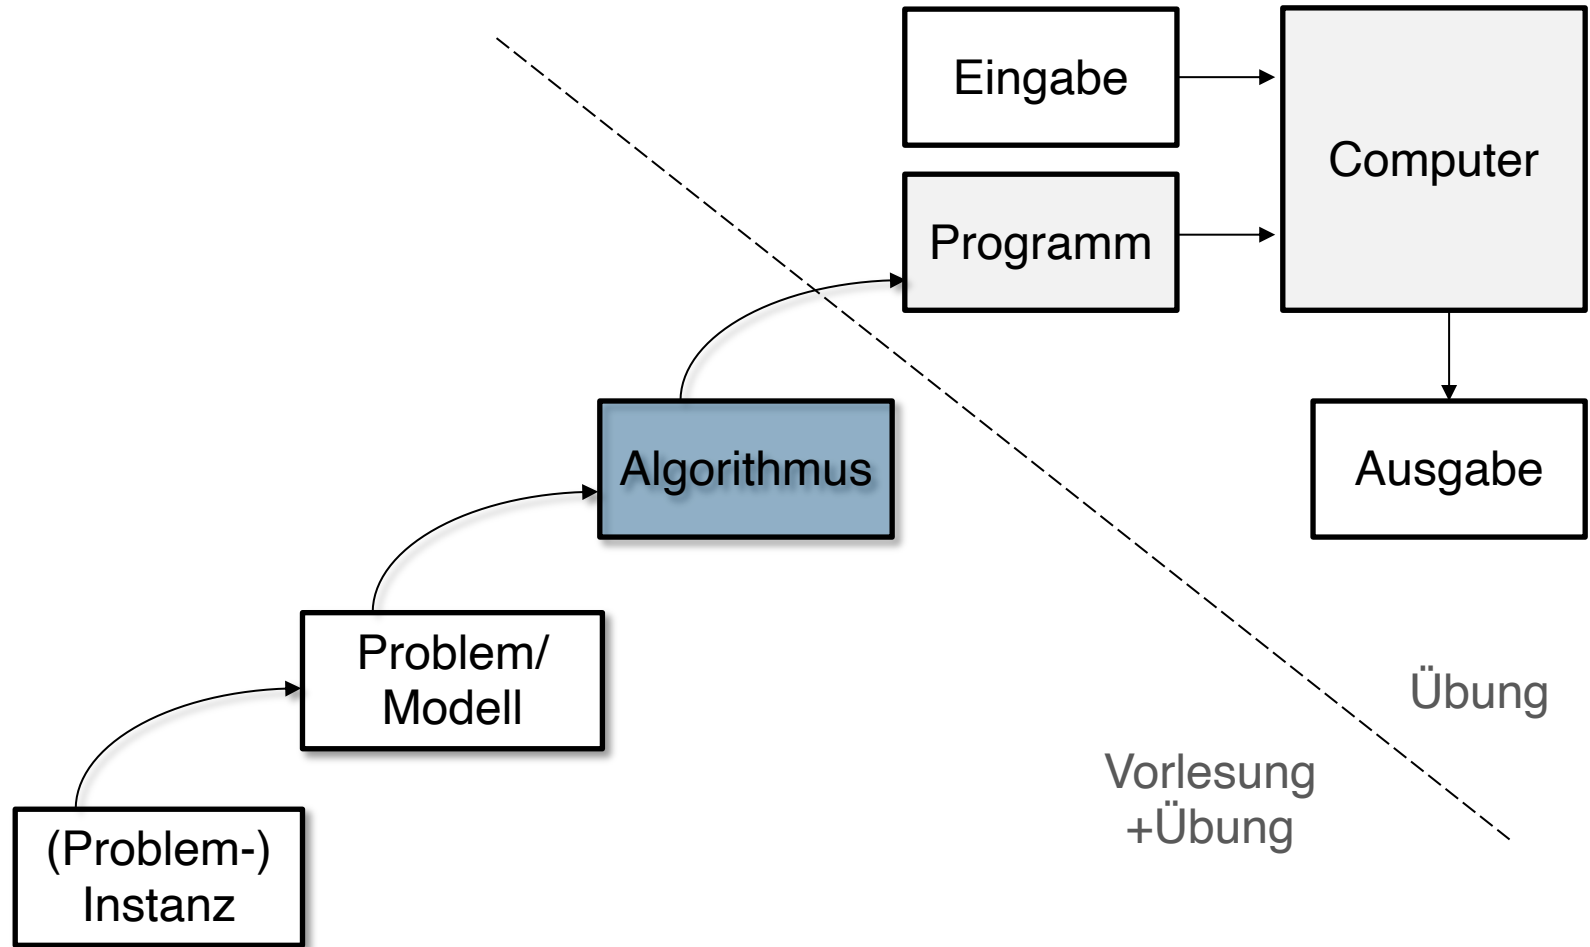 Eingabe
Computer
Programm
Algorithmus
Ausgabe
Problem/
Modell
Übung
Vorlesung
+Übung
(Problem-)
Instanz